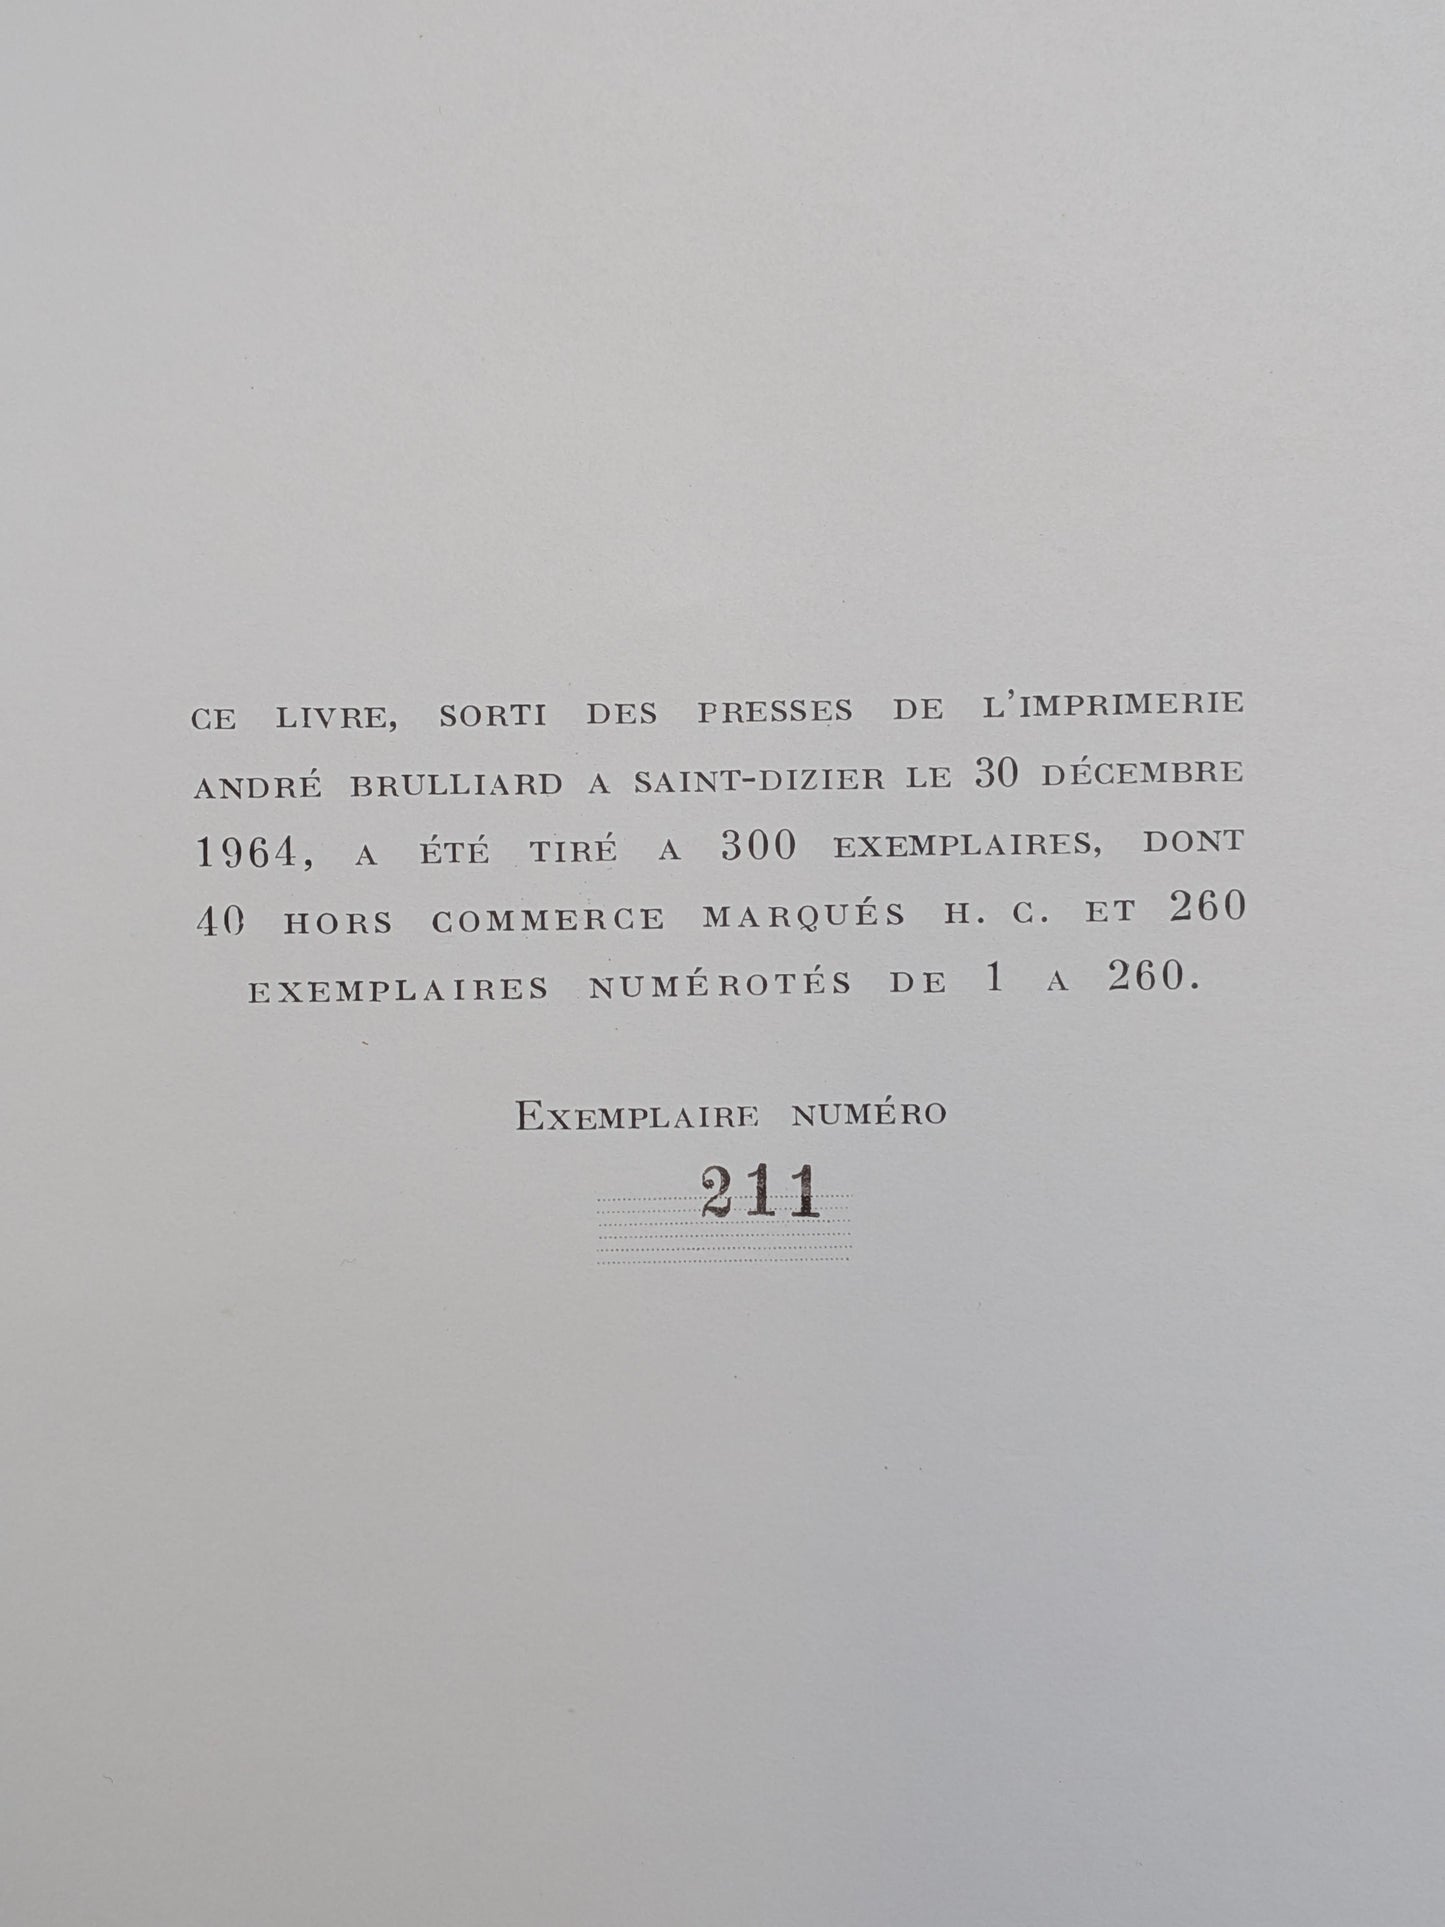 CE LIVRE, SORTI DES PRESSES DE L'IMPRIMERIE
ANDRÉ BRULLIARD A SAINT-DIZIER LE 30 DÉCEMBRE
1964, A ÉTÉ TIRÉ A 300 EXEMPLAIRES, DONT
40 HORS COMMERCE MARQUÉS H. C. ET 260
EXEMPLAIRES NUMÉROTÉS DE 1 A 260.
EXEMPLAIRE NUMÉRO
211